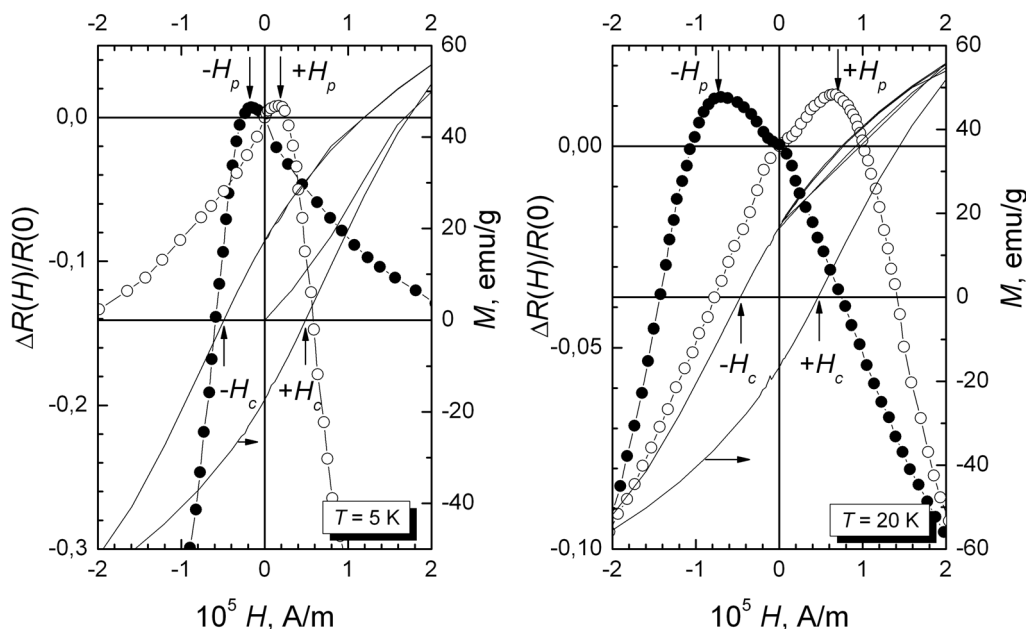 -2 -1 0 1 2
-2 -1 0 1 2
0,0
-0,1
-0,2
-0,3
ΔR(H)/R(0)
-H_p
+H_p
-H_c
+H_c
T = 5 K
60
40
20
0
-20
-40
M, emu/g
-2 -1 0 1 2
10^5 H, A/m
0,00
-0,05
-0,10
ΔR(H)/R(0)
-H_p
+H_p
-H_c
+H_c
T = 20 K
60
40
20
0
-20
-40
-60
M, emu/g
-2 -1 0 1 2
10^5 H, A/m